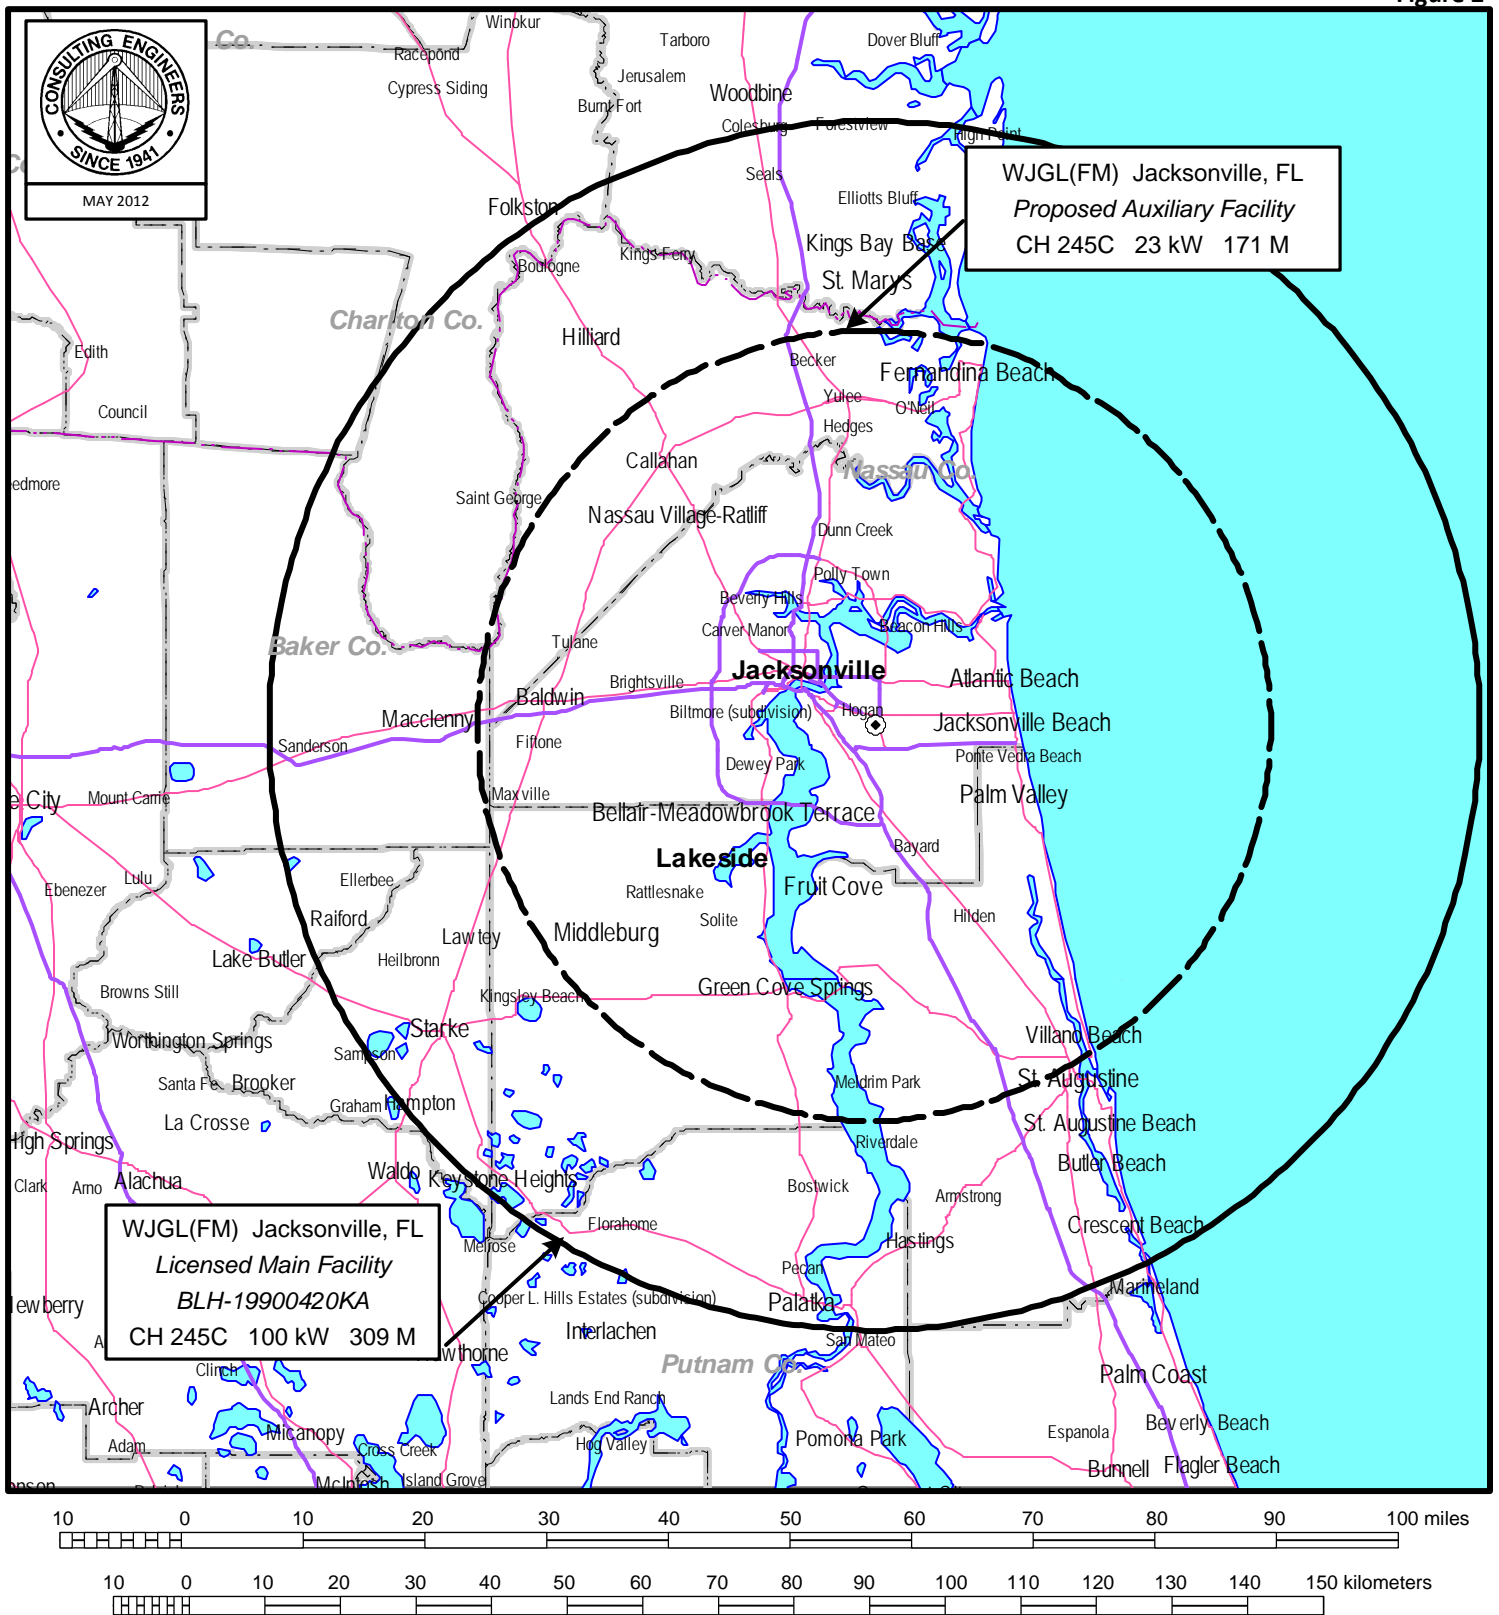 CONSULTING ENGINEERS
• SINCE 1941 •
MAY 2012
Co.
Winokur
Racepond
Cypress Siding
Tarboro
Jerusalem
Burnt Fort
Dover Bluff
Woodbine
Colesburg
Forestview
High Point
Seals
Elliotts Bluff
WJGL(FM) Jacksonville, FL
Proposed Auxiliary Facility
CH 245C 23 kW 171 M
Folkston
Kings Ferry
Kings Bay Base
Boulogne
St. Marys
Charlton Co.
Hilliard
Edith
Becker
Fernandina Beach
Council
Yulee
O'Neil
Hedges
Callahan
Nassau Co.
edmore
Saint George
Nassau Village-Ratliff
Dunn Creek
Polly Town
Beverly Hills
Carver Manor
Beacon Hills
Baker Co.
Tulane
Jacksonville
Atlantic Beach
Brightsville
Baldwin
Macclenny
Biltmore (subdivision)
Hogan
Jacksonville Beach
Sanderson
Fiftone
Ponte Vedra Beach
Dewey Park
e City
Mount Carrie
Maxville
Palm Valley
Bellair-Meadowbrook Terrace
Lakeside
Bayard
Ebenezer
Lulu
Ellerbee
Rattlesnake
Fruit Cove
Raiford
Solite
Hilden
Lawtey
Middleburg
Lake Butler
Heilbronn
Browns Still
Kingsley Beach
Green Cove Springs
Starke
Villano Beach
Worthington Springs
Sampson
Santa Fe
Brooker
Meldrim Park
St. Augustine
Graham
Hampton
La Crosse
St. Augustine Beach
High Springs
Riverdale
Waldo
Keystone Heights
Butler Beach
Clark
Arno
Alachua
Bostwick
Armstrong
WJGL(FM) Jacksonville, FL
Licensed Main Facility
BLH-19900420KA
CH 245C 100 kW 309 M
Florahome
Crescent Beach
Melrose
Hastings
Pecan
Marineland
Cooper L. Hills Estates (subdivision)
Palatka
ewberry
Interlachen
San Mateo
wthorne
Putnam Co.
Clinch
Palm Coast
Lands End Ranch
Archer
Micanopy
Beverly Beach
Espanola
Adam
Cross Creek
Hog Valley
Pomona Park
Bunnell
Flagler Beach
McIntosh
Island Grove
10 0 10 20 30 40 50 60 70 80 90 100 miles
10 0 10 20 30 40 50 60 70 80 90 100 110 120 130 140 150 kilometers